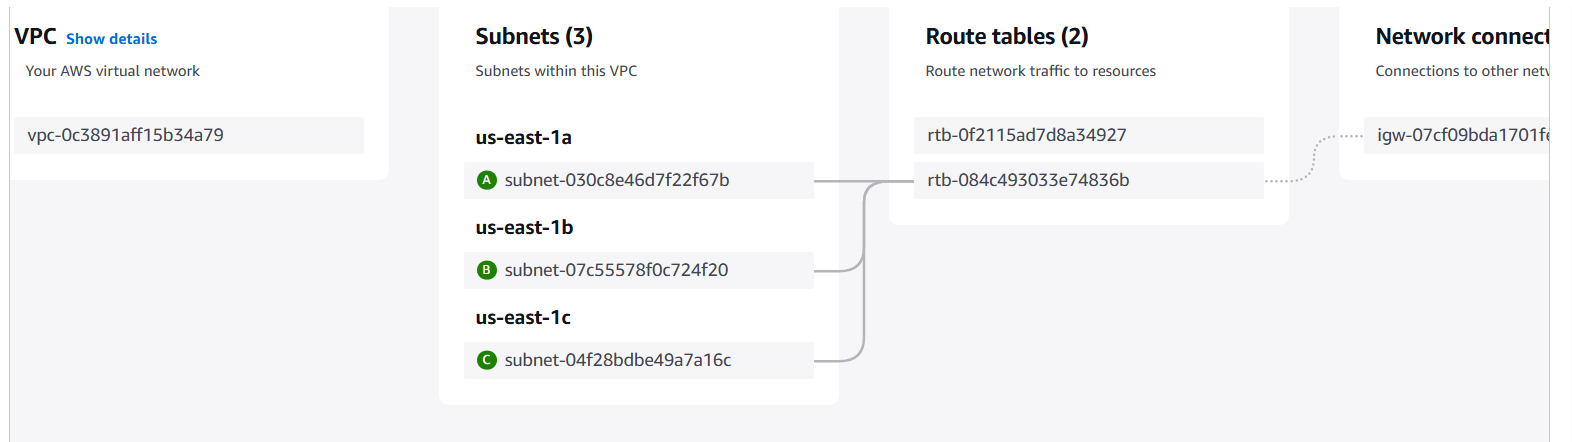 VPC Show details
Your AWS virtual network
vpc-0c3891aff15b34a79
Subnets (3)
Subnets within this VPC
us-east-1a
A subnet-030c8e46d7f22f67b
us-east-1b
B subnet-07c55578f0c724f20
us-east-1c
C subnet-04f28bdbe49a7a16c
Route tables (2)
Route network traffic to resources
rtb-0f2115ad7d8a34927
rtb-084c493033e74836b
Network connect
Connections to other netw
igw-07cf09bda1701fe